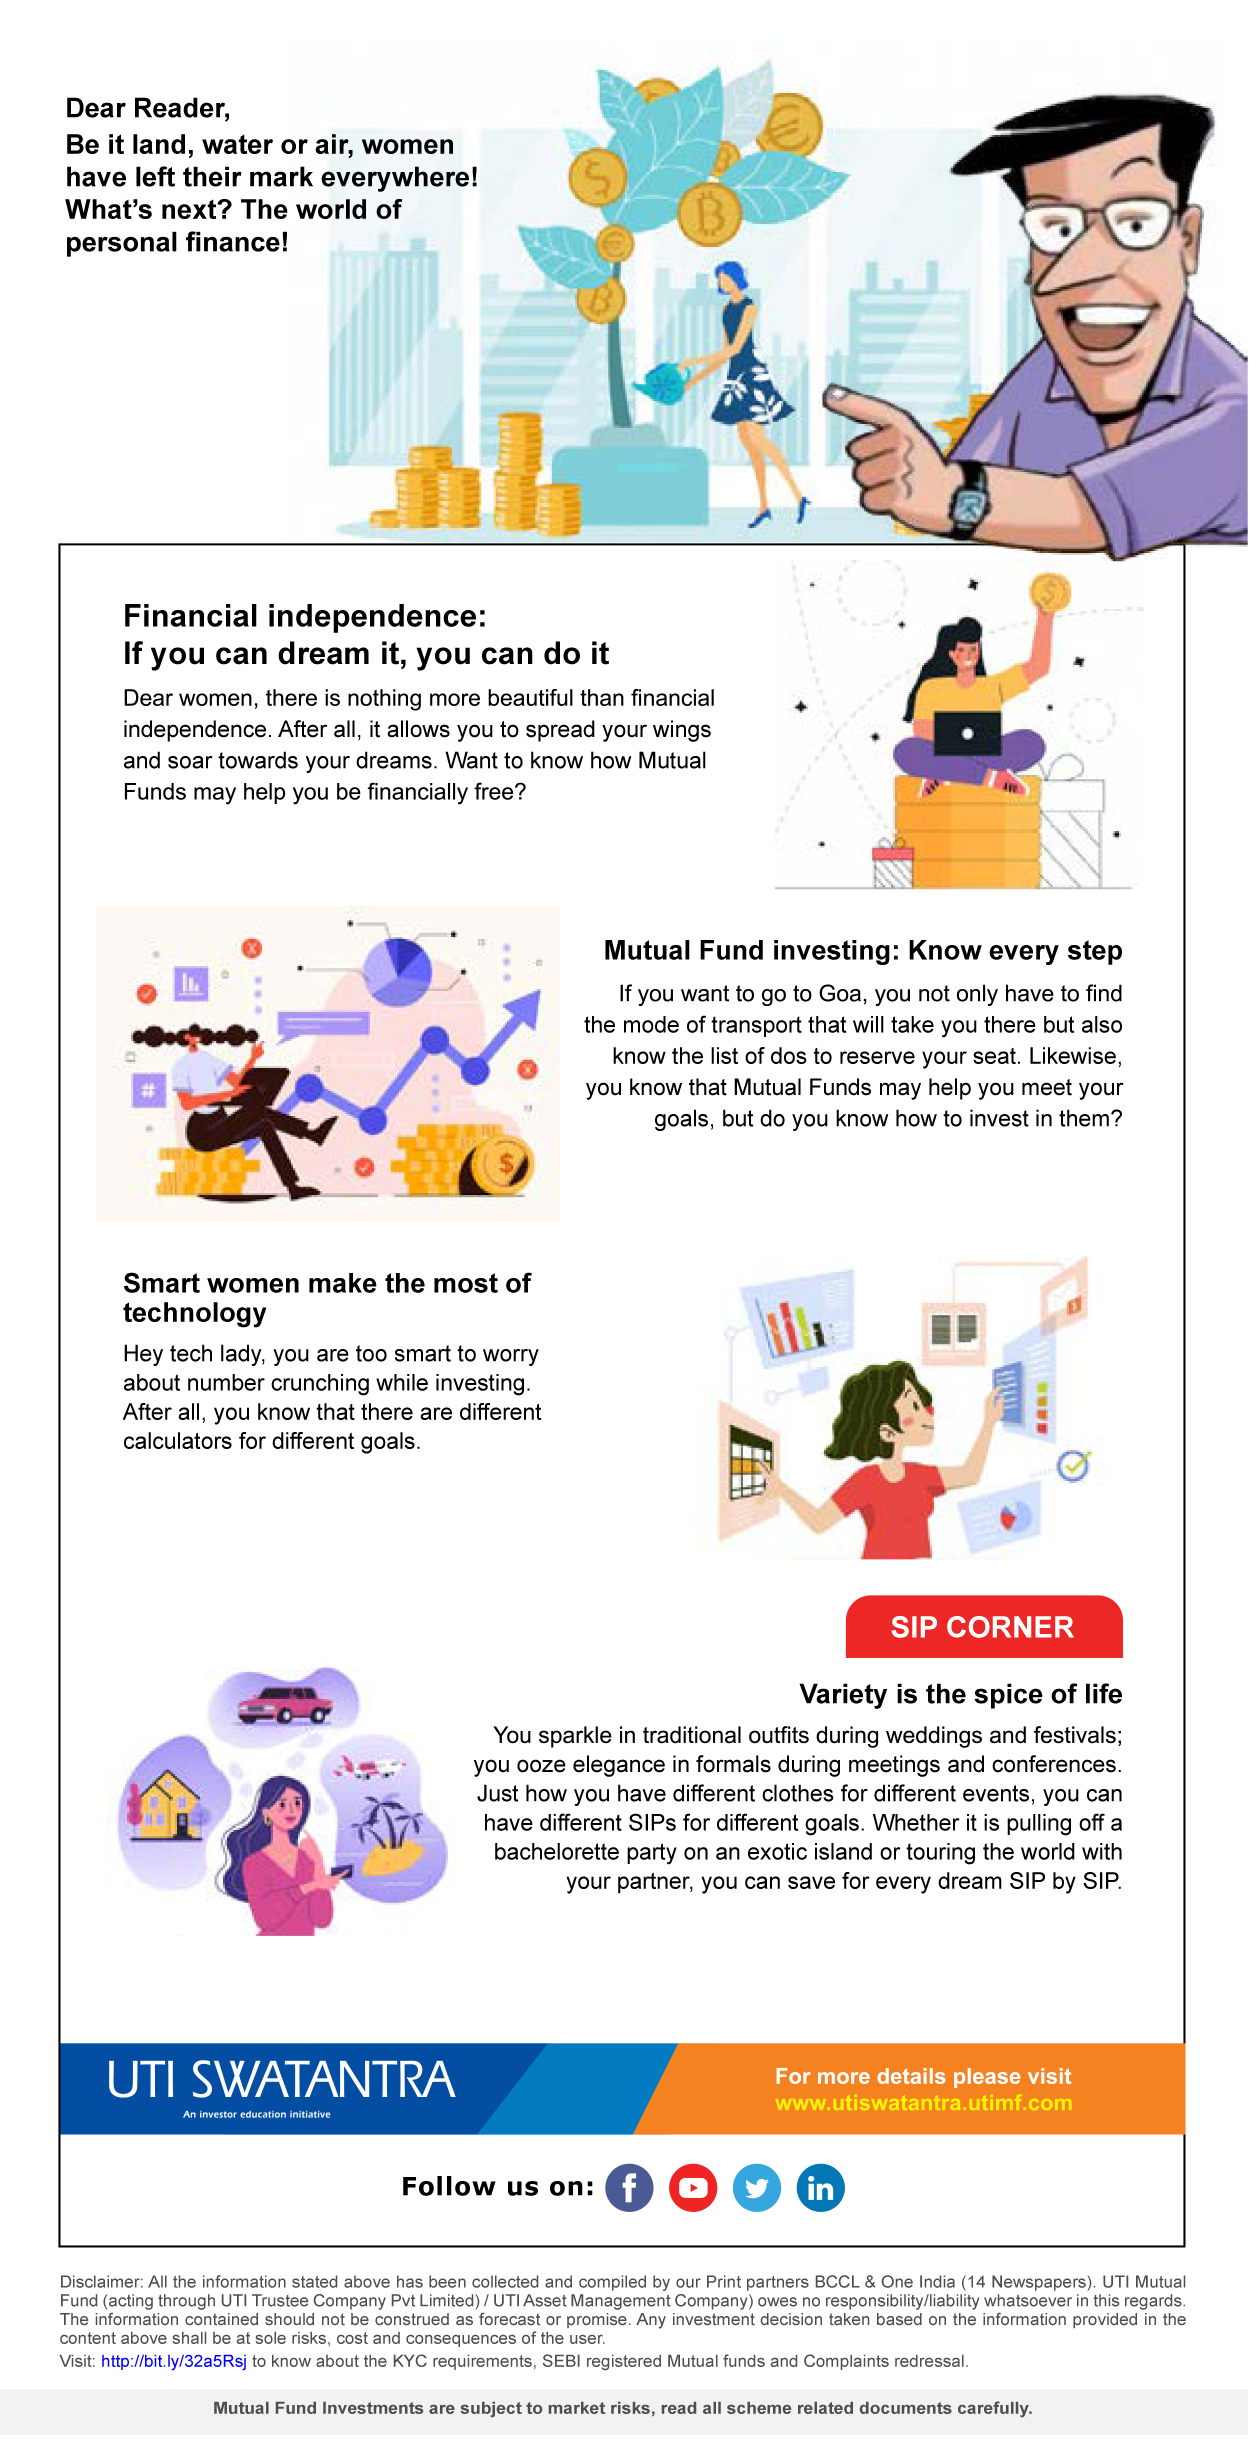 Dear Reader,
Be it land, water or air, women
have left their mark everywhere!
What's next? The world of
personal finance!
Financial independence:
If you can dream it, you can do it
Dear women, there is nothing more beautiful than financial
independence. After all, it allows you to spread your wings
and soar towards your dreams. Want to know how Mutual
Funds may help you be financially free?
Mutual Fund investing: Know every step
If you want to go to Goa, you not only have to find
the mode of transport that will take you there but also
know the list of dos to reserve your seat. Likewise,
you know that Mutual Funds may help you meet your
goals, but do you know how to invest in them?
Smart women make the most of
technology
Hey tech lady, you are too smart to worry
about number crunching while investing.
After all, you know that there are different
calculators for different goals.
SIP CORNER
Variety is the spice of life
You sparkle in traditional outfits during weddings and festivals;
you ooze elegance in formals during meetings and conferences.
Just how you have different clothes for different events, you can
have different SIPs for different goals. Whether it is pulling off a
bachelorette party on an exotic island or touring the world with
your partner, you can save for every dream SIP by SIP.
UTI SWATANTRA
An investor education initiative
For more details please visit
www.utiswatantra.utimf.com
Follow us on:
Disclaimer: All the information stated above has been collected and compiled by our Print partners BCCL & One India (14 Newspapers). UTI Mutual
Fund (acting through UTI Trustee Company Pvt Limited) / UTI Asset Management Company) owes no responsibility/liability whatsoever in this regards.
The information contained should not be construed as forecast or promise. Any investment decision taken based on the information provided in the
content above shall be at sole risks, cost and consequences of the user.
Visit: http://bit.ly/32a5Rsj to know about the KYC requirements, SEBI registered Mutual funds and Complaints redressal.
Mutual Fund Investments are subject to market risks, read all scheme related documents carefully.